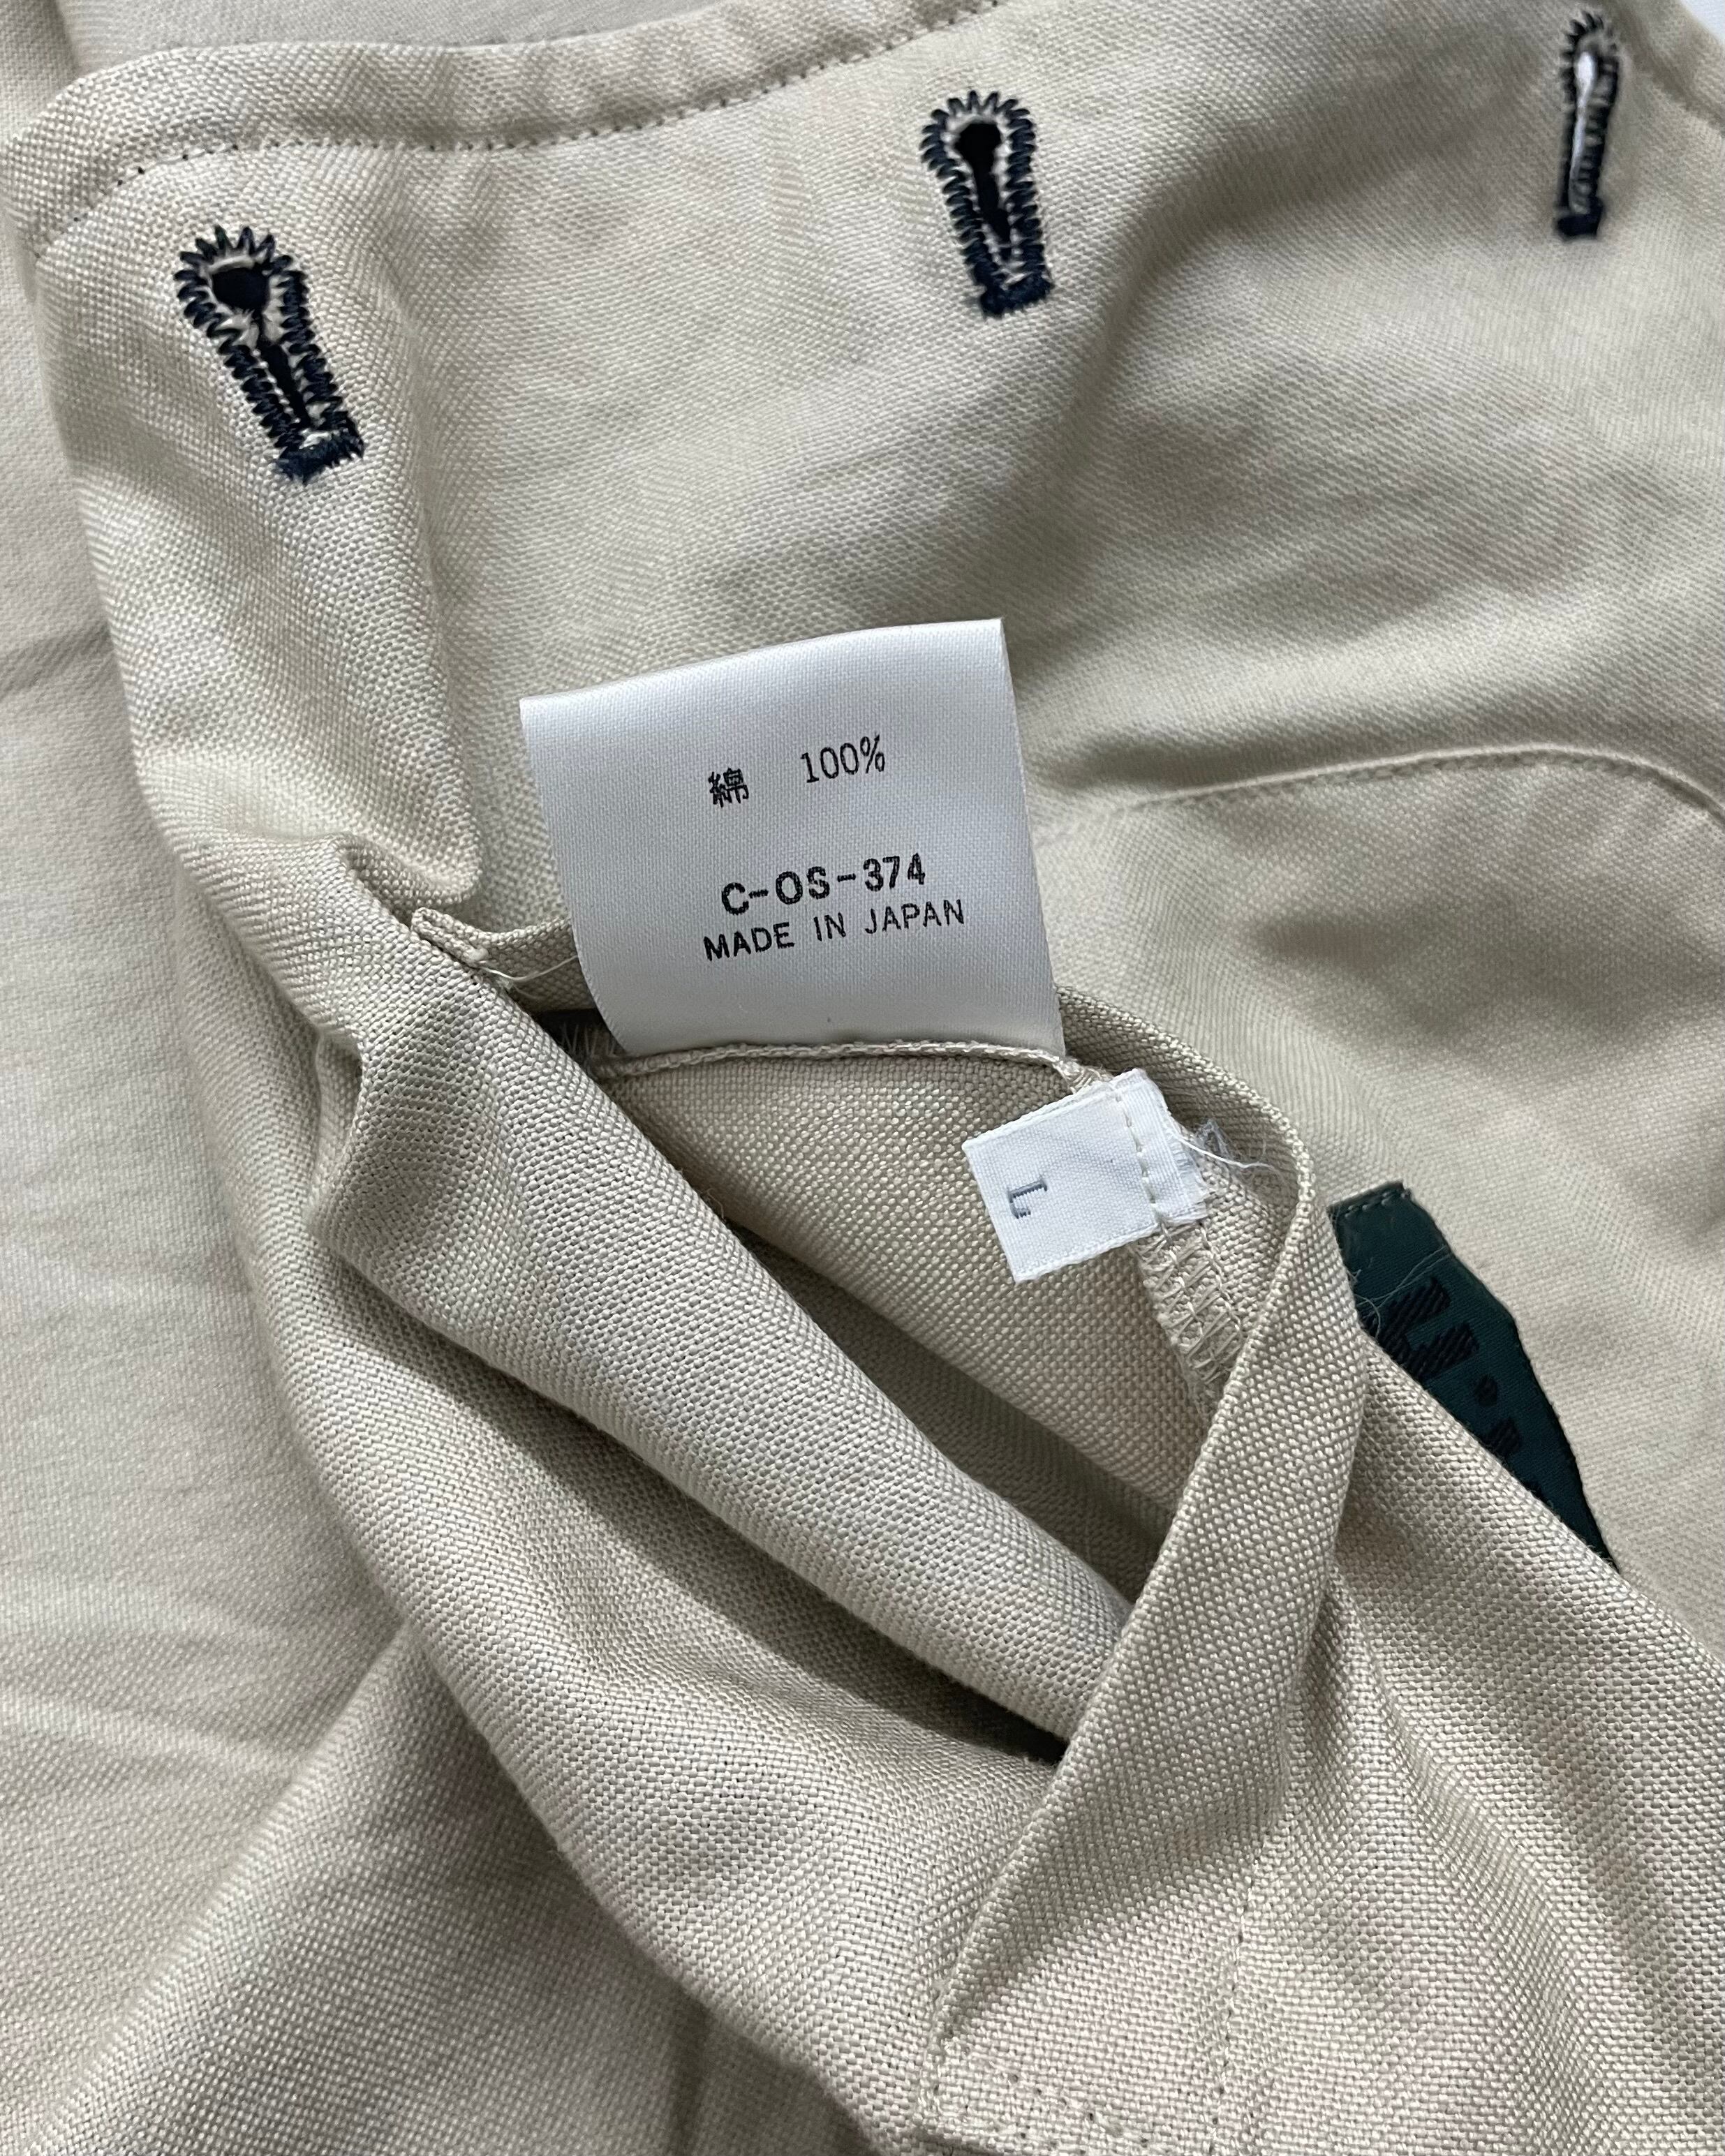 綿 100%
C-OS-374
MADE IN JAPAN
L